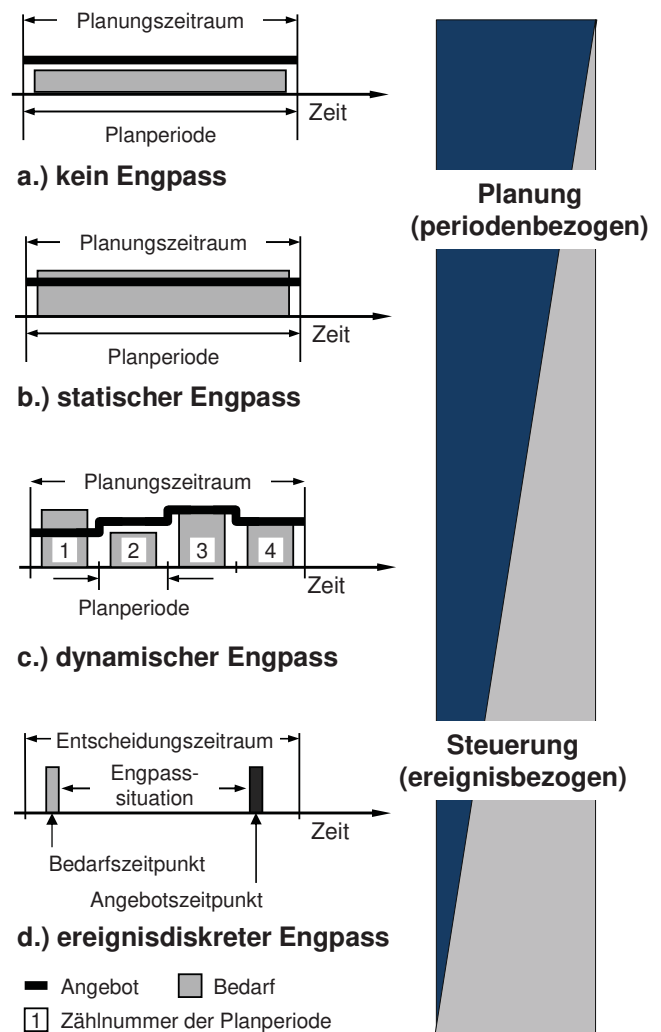 Planungszeitraum
Zeit
Planperiode
a.) kein Engpass
Planungszeitraum
Zeit
Planperiode
b.) statischer Engpass
Planungszeitraum
1
2
3
4
Zeit
Planperiode
c.) dynamischer Engpass
Entscheidungszeitraum
Engpass-
situation
Zeit
Bedarfszeitpunkt
Angebotszeitpunkt
d.) ereignisdiskreter Engpass
Angebot
Bedarf
1 Zählnummer der Planperiode
Planung
(periodenbezogen)
Steuerung
(ereignisbezogen)